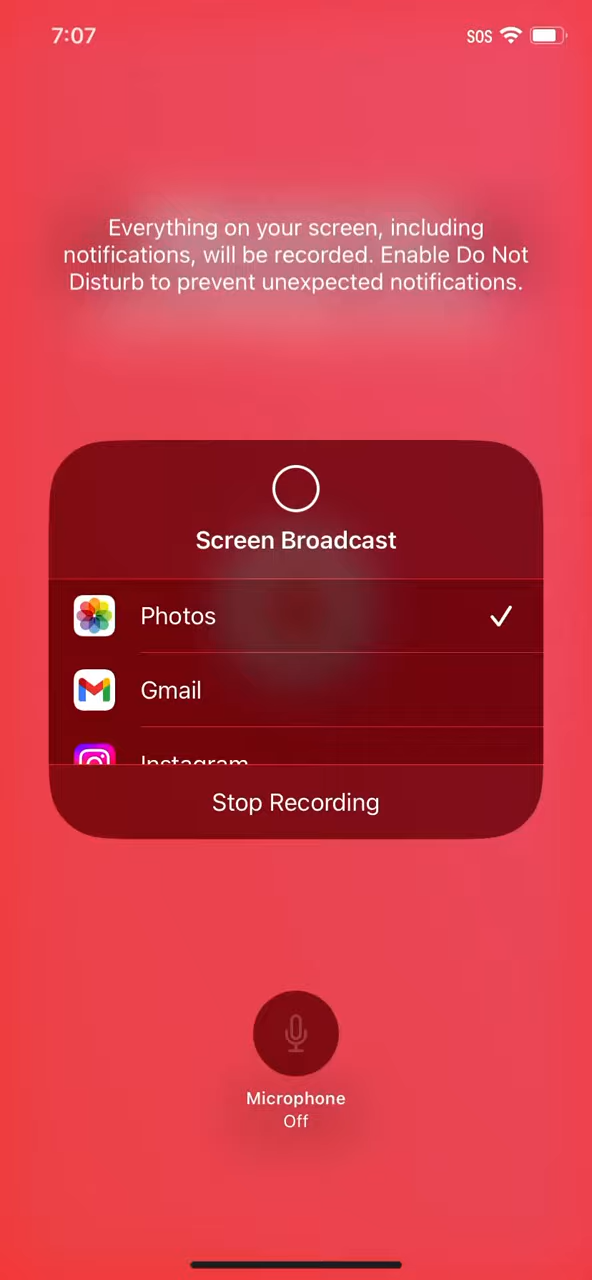 7:07
SOS
Everything on your screen, including
notifications, will be recorded. Enable Do Not
Disturb to prevent unexpected notifications.
Screen Broadcast
Photos
Gmail
Instagram
Stop Recording
Microphone
Off